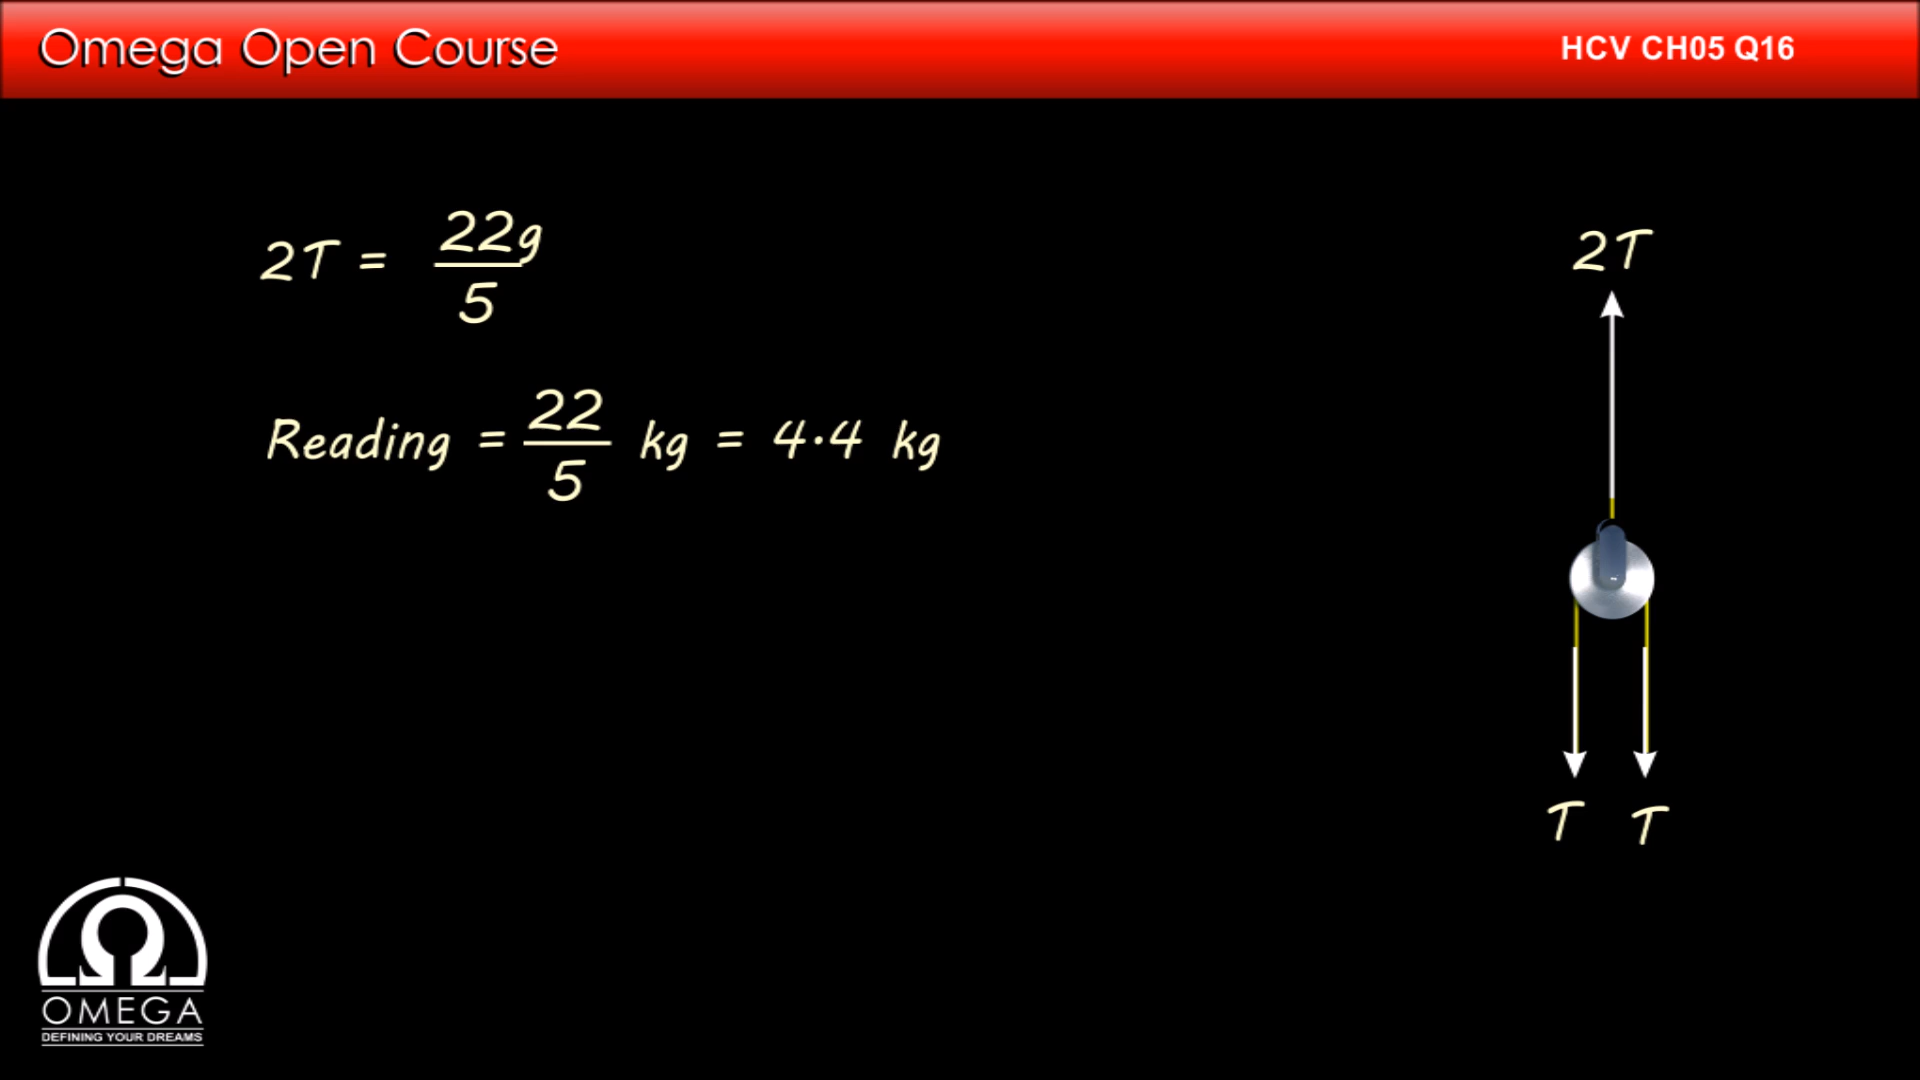 Omega Open Course
HCV CH05 Q16
2T = 22g/5
Reading = 22/5 kg = 4·4 kg
2T
T T
OMEGA
DEFINING YOUR DREAMS